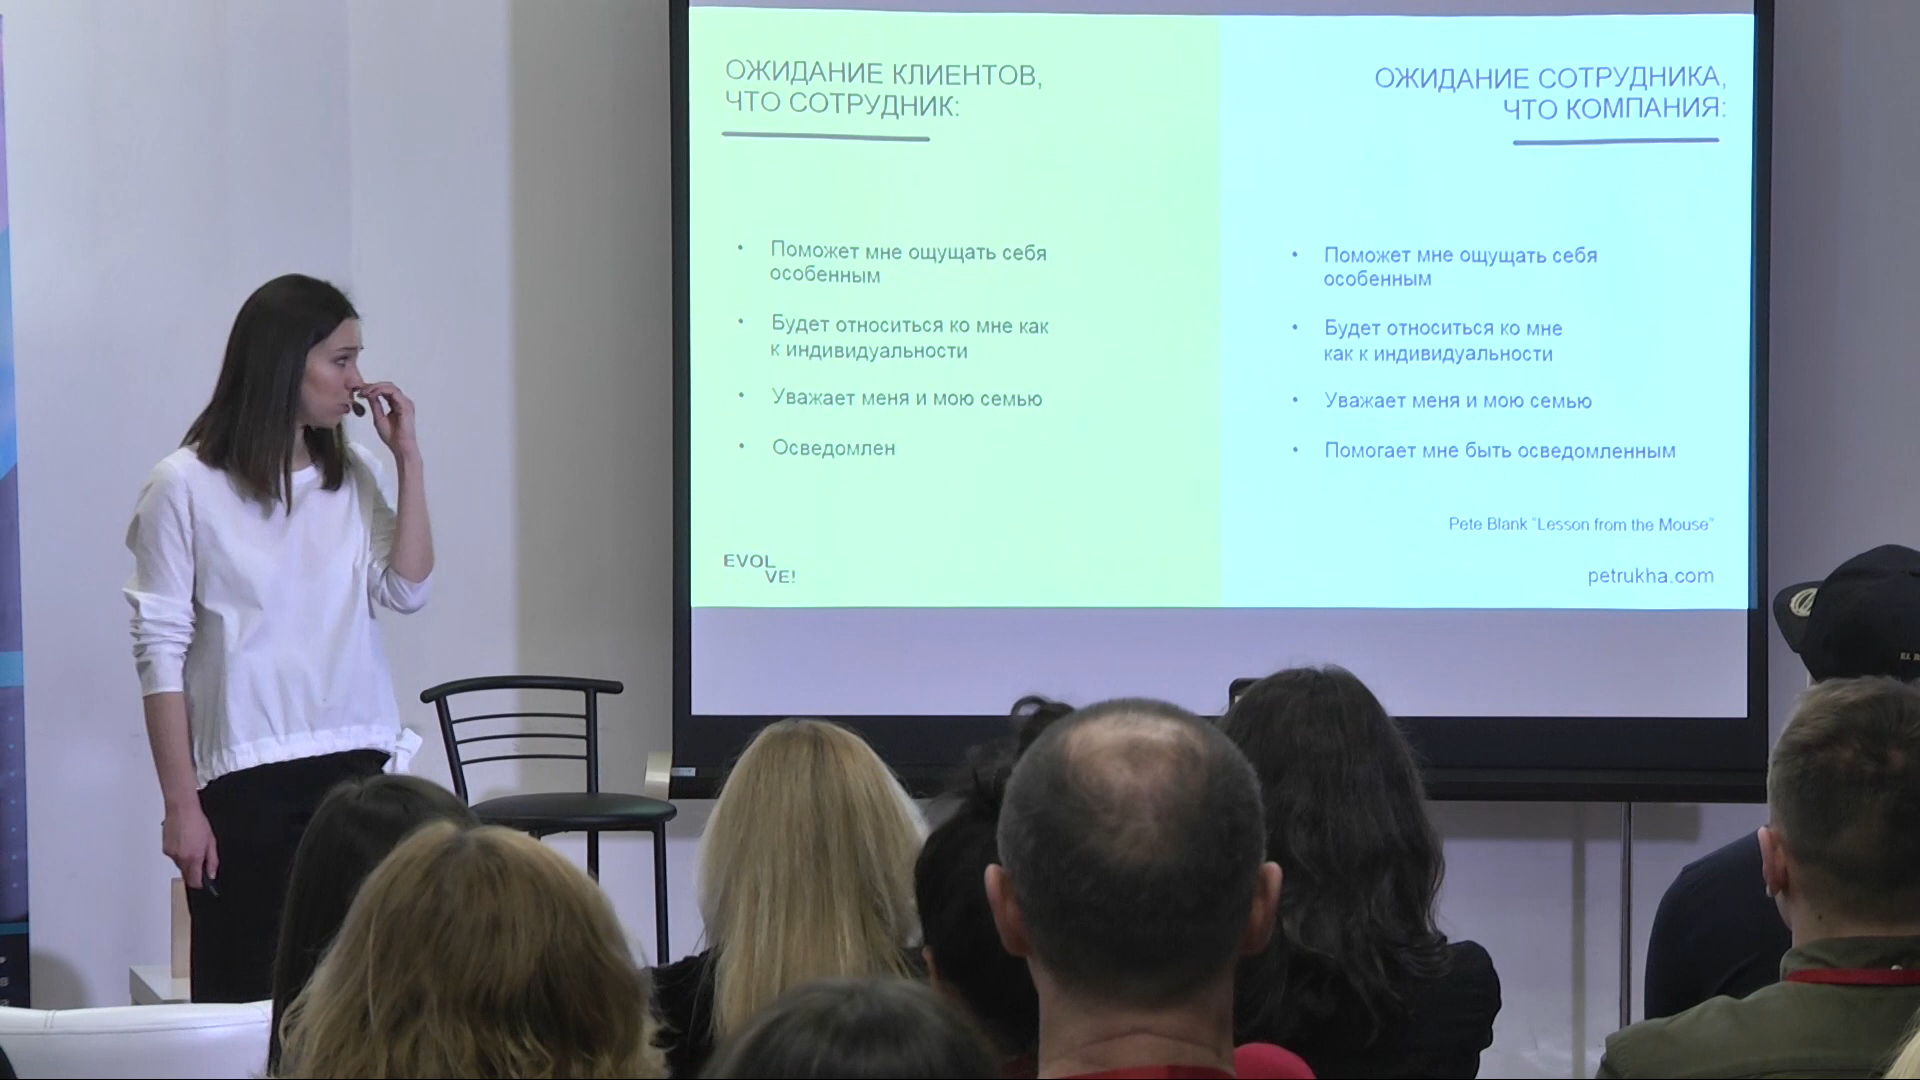 ОЖИДАНИЕ КЛИЕНТОВ,
ЧТО СОТРУДНИК:
• Поможет мне ощущать себя
особенным
• Будет относиться ко мне как
к индивидуальности
• Уважает меня и мою семью
• Осведомлен
EVOL
VE!
ОЖИДАНИЕ СОТРУДНИКА,
ЧТО КОМПАНИЯ:
• Поможет мне ощущать себя
особенным
• Будет относиться ко мне
как к индивидуальности
• Уважает меня и мою семью
• Помогает мне быть осведомленным
Pete Blank "Lesson from the Mouse"
petrukha.com